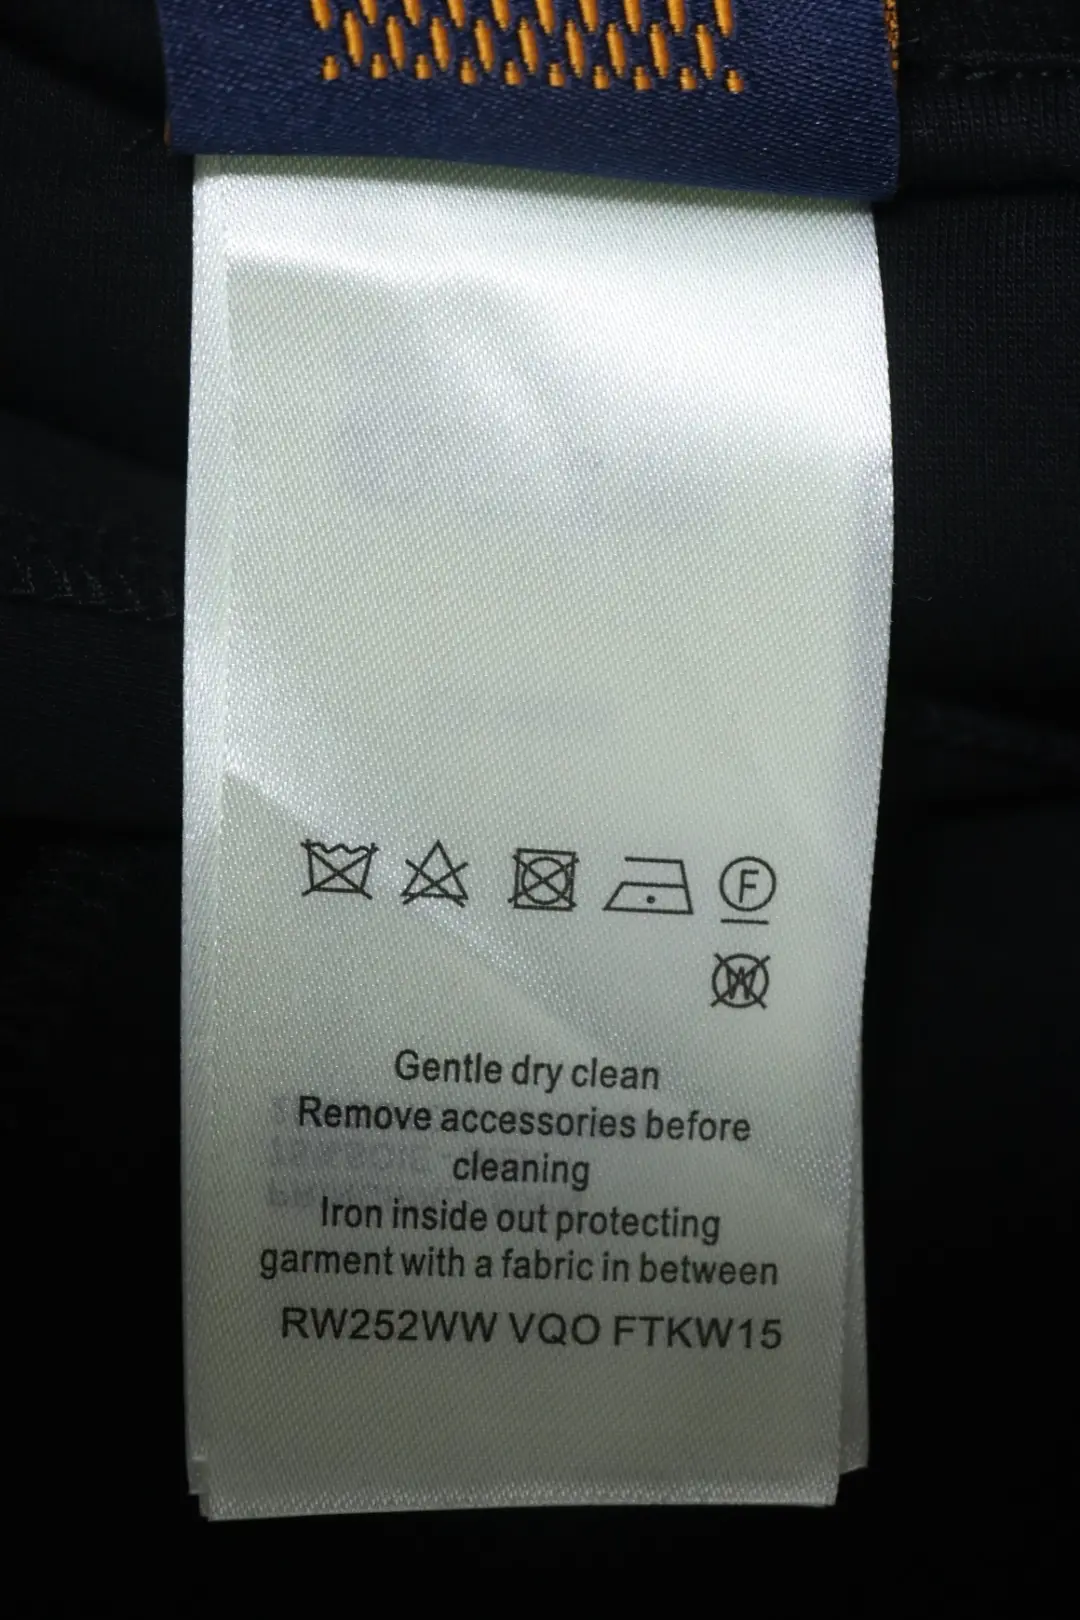 F
W
Gentle dry clean
Remove accessories before
cleaning
Iron inside out protecting
garment with a fabric in between
RW252WW VQO FTKW15